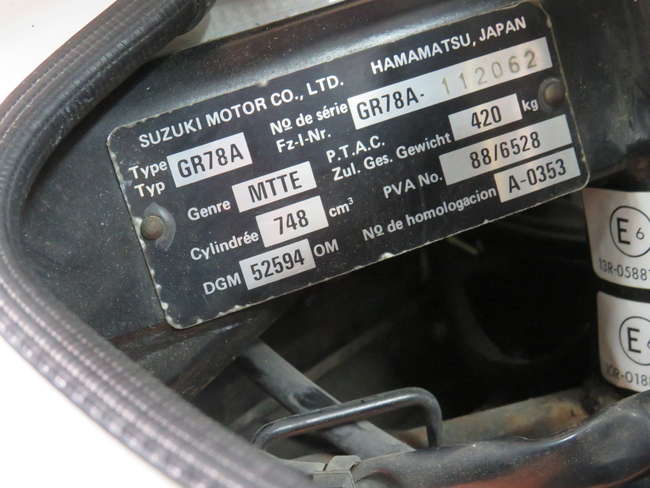 SUZUKI MOTOR CO., LTD. HAMAMATSU, JAPAN
Type Typ GR78A No de série Fz-I-Nr. GR78A- 112062
Genre MTTE P.T.A.C. Zul. Ges. Gewicht 420 kg
Cylindrée 748 cm³ PVA No. 88/6528
DGM 52594 OM No de homologacion A-0353
E6
13R-0588
E